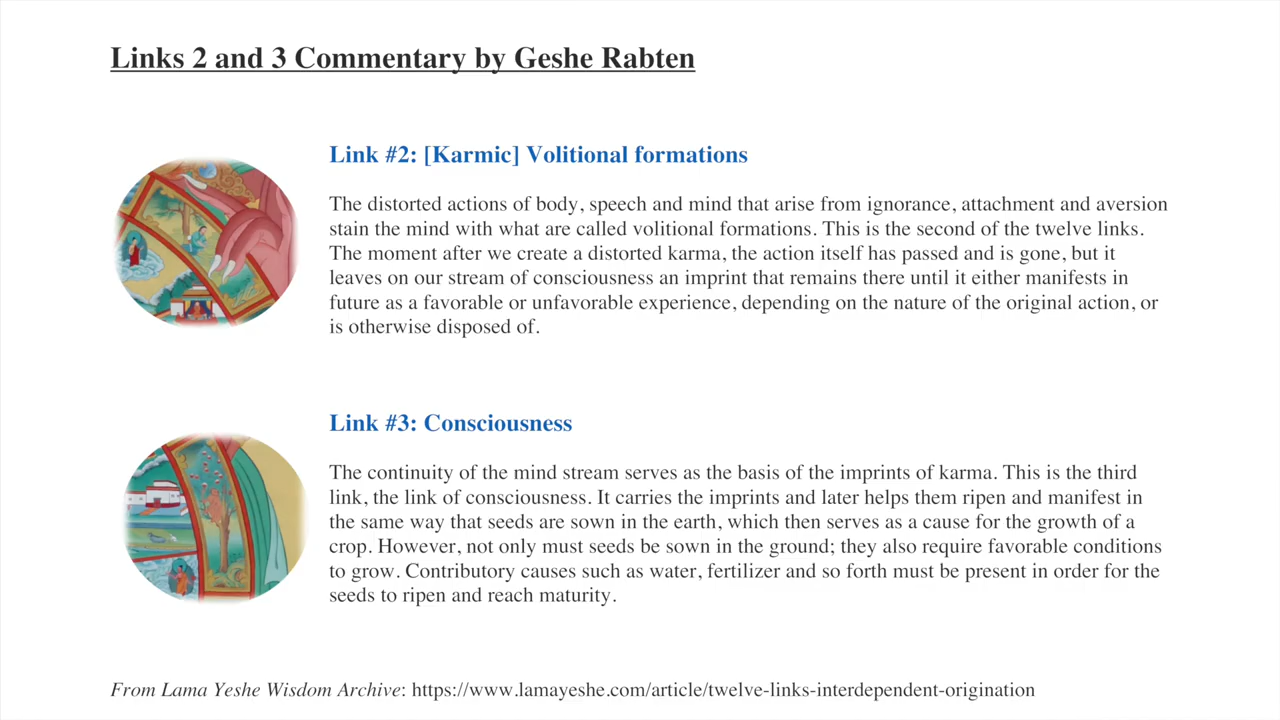 Links 2 and 3 Commentary by Geshe Rabten
Link #2: [Karmic] Volitional formations
The distorted actions of body, speech and mind that arise from ignorance, attachment and aversion
stain the mind with what are called volitional formations. This is the second of the twelve links.
The moment after we create a distorted karma, the action itself has passed and is gone, but it
leaves on our stream of consciousness an imprint that remains there until it either manifests in
future as a favorable or unfavorable experience, depending on the nature of the original action, or
is otherwise disposed of.
Link #3: Consciousness
The continuity of the mind stream serves as the basis of the imprints of karma. This is the third
link, the link of consciousness. It carries the imprints and later helps them ripen and manifest in
the same way that seeds are sown in the earth, which then serves as a cause for the growth of a
crop. However, not only must seeds be sown in the ground; they also require favorable conditions
to grow. Contributory causes such as water, fertilizer and so forth must be present in order for the
seeds to ripen and reach maturity.
From Lama Yeshe Wisdom Archive: https://www.lamayeshe.com/article/twelve-links-interdependent-origination